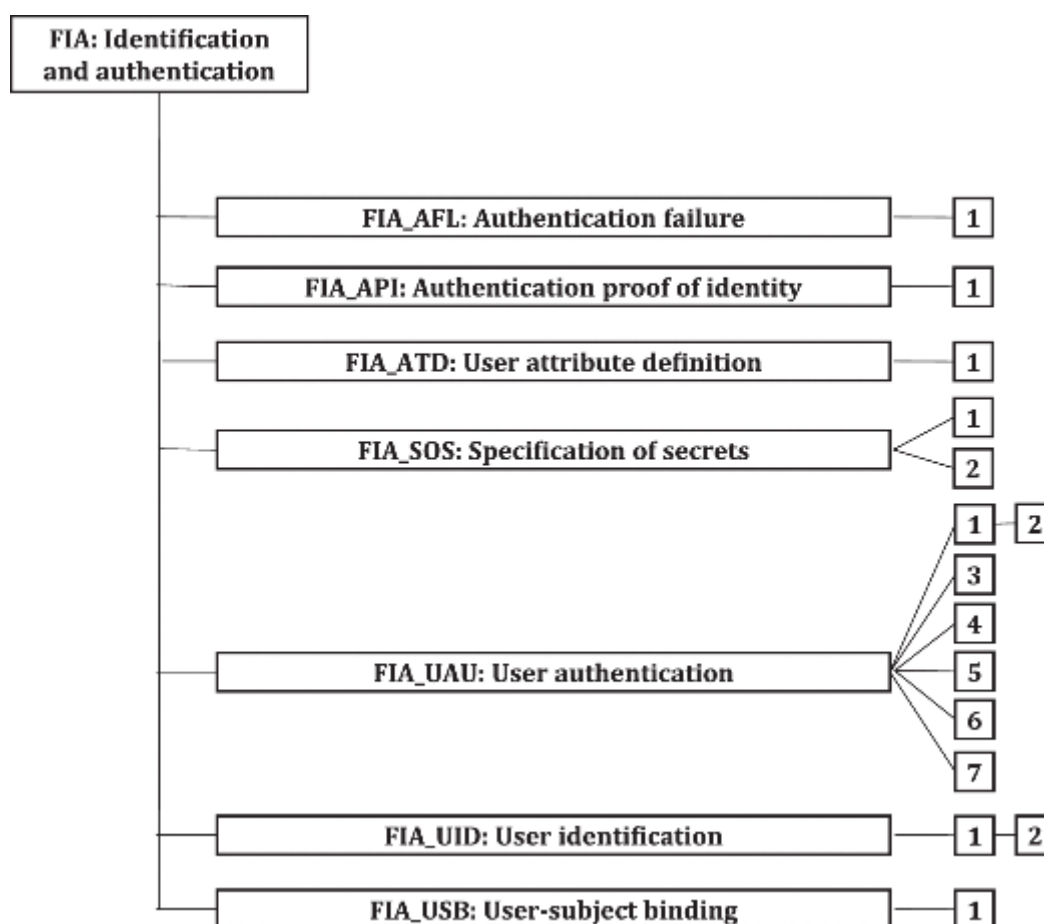 FIA: Identification
and authentication
FIA_AFL: Authentication failure 1
FIA_API: Authentication proof of identity 1
FIA_ATD: User attribute definition 1
1
FIA_SOS: Specification of secrets
2
1 2
3
4
FIA_UAU: User authentication 5
6
7
FIA_UID: User identification 1 2
FIA_USB: User-subject binding 1